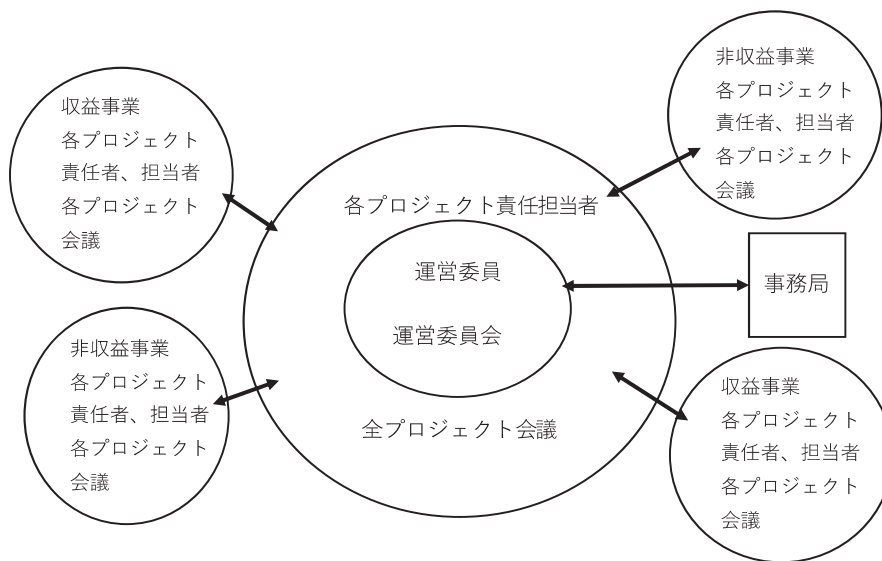 収益事業
各プロジェクト
責任者、担当者
各プロジェクト
会議
非収益事業
各プロジェクト
責任者、担当者
各プロジェクト
会議
各プロジェクト責任担当者
運営委員
運営委員会
全プロジェクト会議
事務局
非収益事業
各プロジェクト
責任者、担当者
各プロジェクト
会議
収益事業
各プロジェクト
責任者、担当者
各プロジェクト
会議